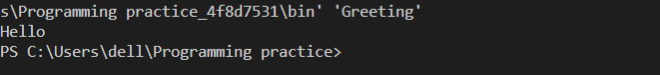 s\Programming practice_4f8d7531\bin' 'Greeting'
Hello
PS C:\Users\dell\Programming practice>